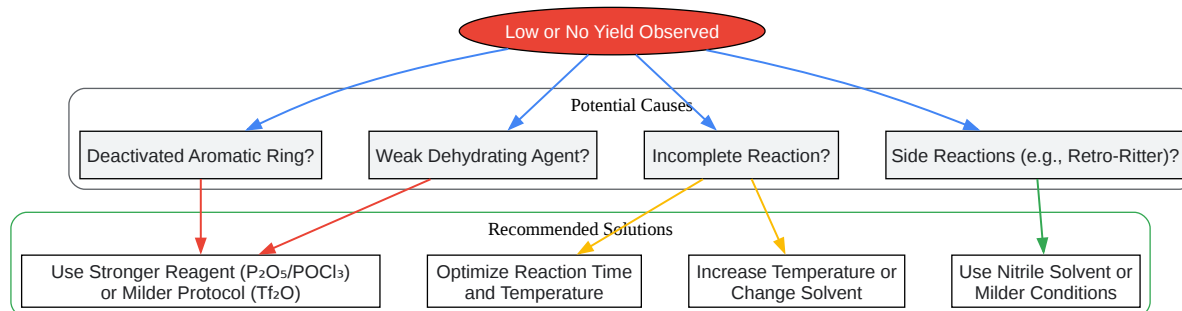 Low or No Yield Observed
Potential Causes
Deactivated Aromatic Ring?
Weak Dehydrating Agent?
Incomplete Reaction?
Side Reactions (e.g., Retro-Ritter)?
Recommended Solutions
Use Stronger Reagent (P₂O₅/POCl₃)
or Milder Protocol (Tf₂O)
Optimize Reaction Time
and Temperature
Increase Temperature or
Change Solvent
Use Nitrile Solvent or
Milder Conditions